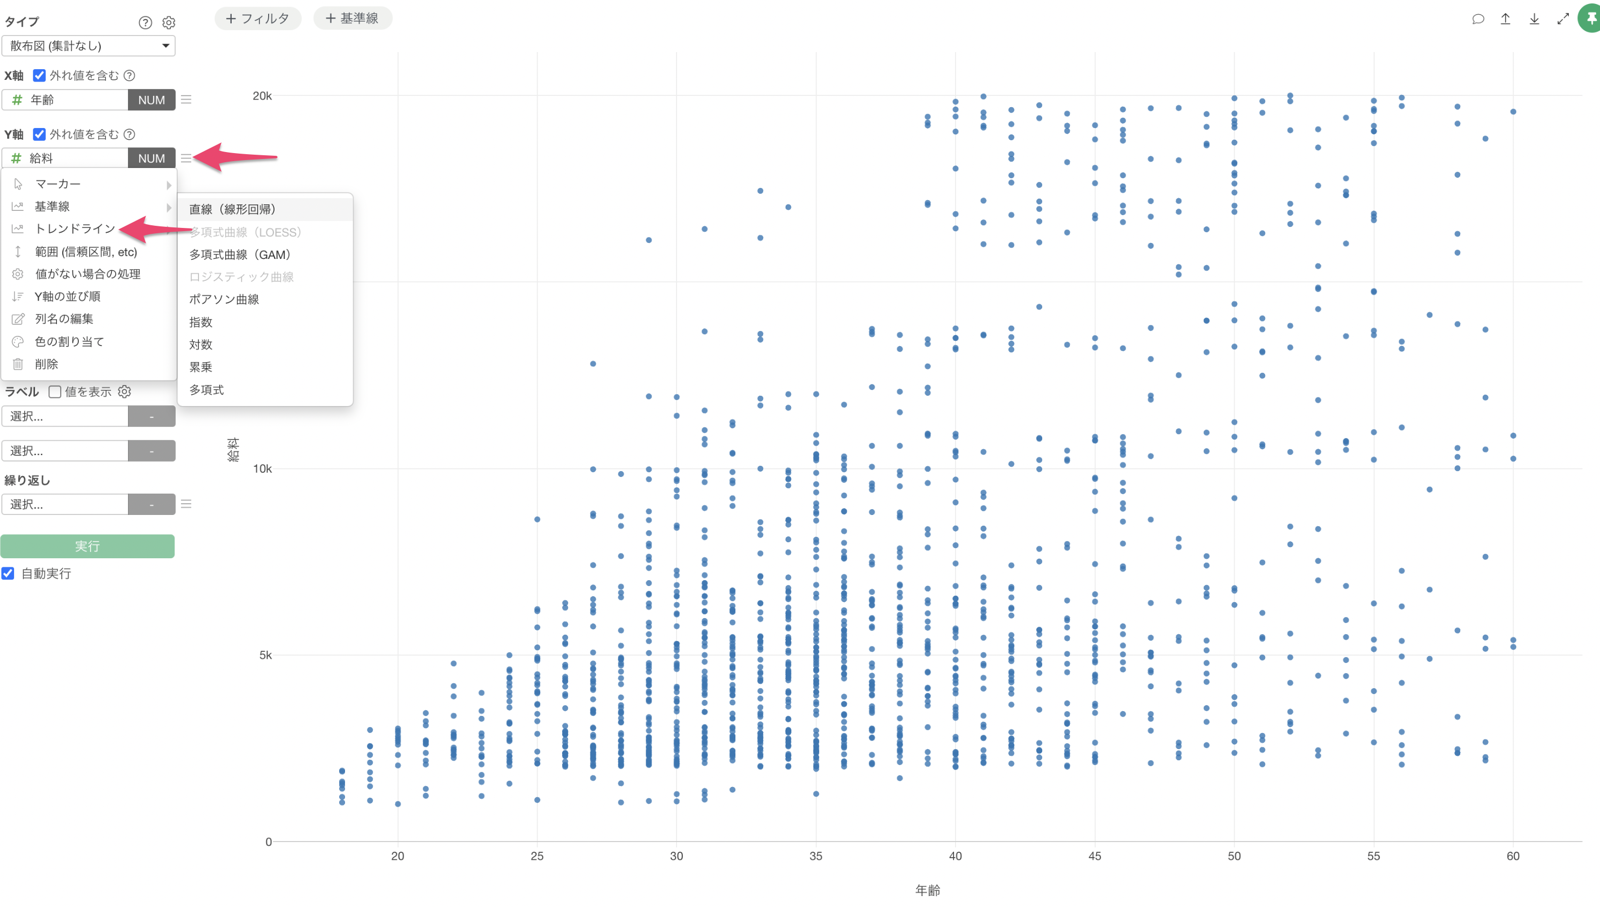 タイプ
散布図 (集計なし)
X軸 外れ値を含む
# 年齢 NUM
Y軸 外れ値を含む
# 給料 NUM
マーカー
基準線
トレンドライン
範囲 (信頼区間, etc)
値がない場合の処理
Y軸の並び順
列名の編集
色の割り当て
削除
直線（線形回帰）
多項式曲線（LOESS）
多項式曲線（GAM）
ロジスティック曲線
ポアソン曲線
指数
対数
累乗
多項式
ラベル 値を表示
選択... -
選択... -
繰り返し
選択... -
実行
自動実行
+ フィルタ + 基準線
20k
10k
5k
0
給料
20 25 30 35 40 45 50 55 60
年齢